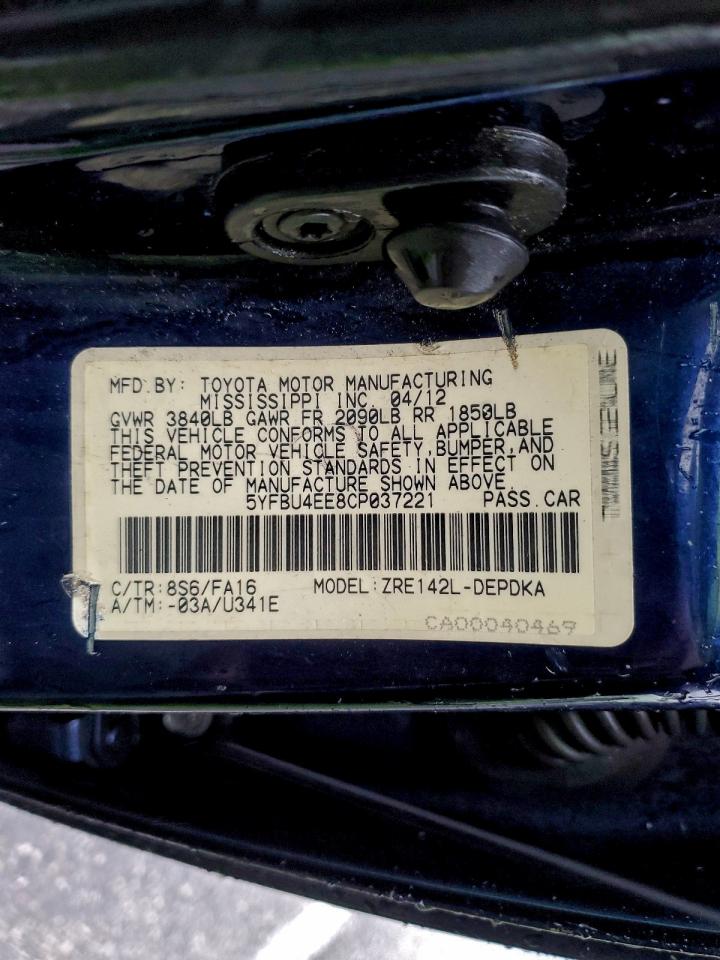 MFD. BY: TOYOTA MOTOR MANUFACTURING
MISSISSIPPI INC. 04/12
GVWR 3840LB GAWR FR 2090LB RR 1850LB
THIS VEHICLE CONFORMS TO ALL APPLICABLE
FEDERAL MOTOR VEHICLE SAFETY, BUMPER, AND
THEFT PREVENTION STANDARDS IN EFFECT ON
THE DATE OF MANUFACTURE SHOWN ABOVE.
5YFBU4EE8CP037221 PASS. CAR
C/TR: 8S6/FA16 MODEL: ZRE142L-DEPDKA
A/TM: -03A/U341E
CA00040469